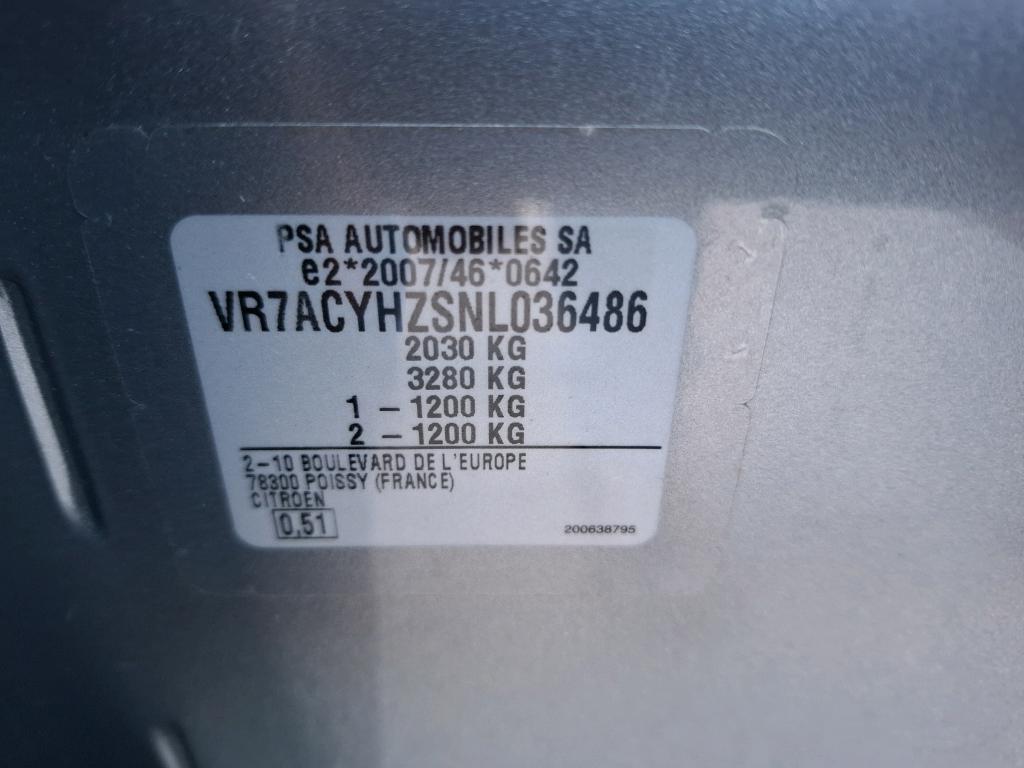 PSA AUTOMOBILES SA
e2*2007/46*0642
VR7ACYHZSNL036486
2030 KG
3280 KG
1 - 1200 KG
2 - 1200 KG
2-10 BOULEVARD DE L'EUROPE
78300 POISSY (FRANCE)
CITROEN
0,51
200638795